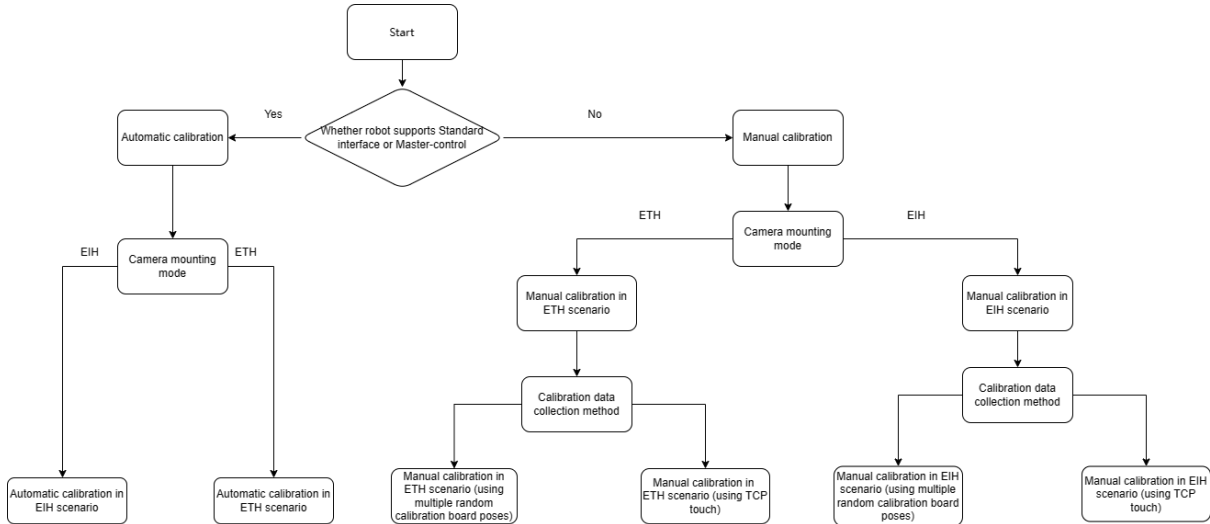 Start
Yes
No
Whether robot supports Standard
interface or Master-control
Automatic calibration
Manual calibration
ETH
EIH
Camera mounting
mode
EIH
ETH
Camera mounting
mode
Manual calibration in
ETH scenario
Manual calibration in
EIH scenario
Calibration data
collection method
Calibration data
collection method
Automatic calibration in
EIH scenario
Automatic calibration in
ETH scenario
Manual calibration in
ETH scenario (using
multiple random
calibration board poses)
Manual calibration in
ETH scenario (using TCP
touch)
Manual calibration in EIH
scenario (using multiple
random calibration board
poses)
Manual calibration in EIH
scenario (using TCP
touch)